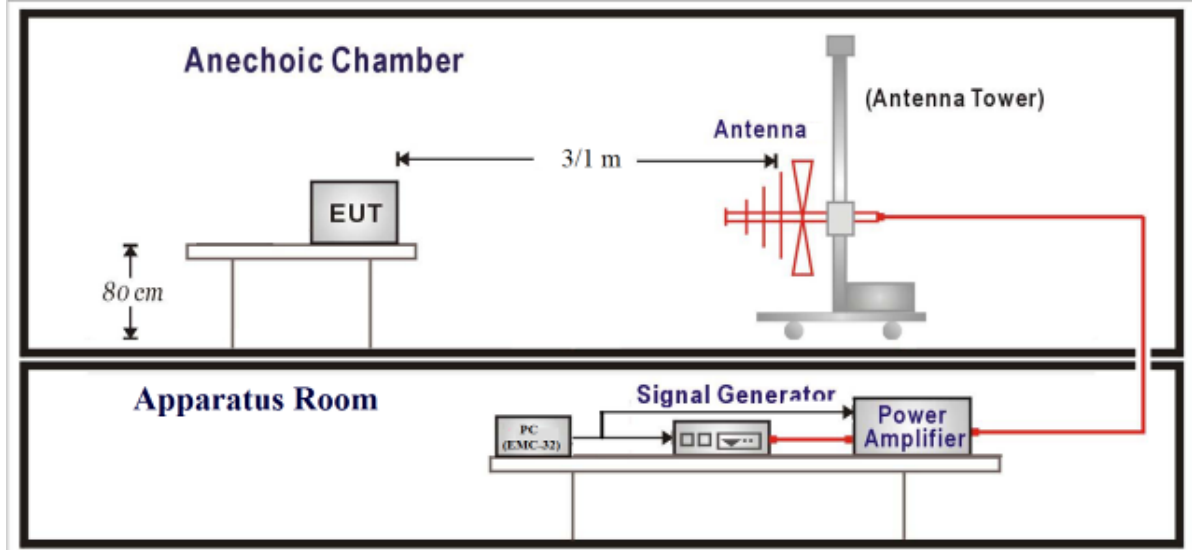 Anechoic Chamber
(Antenna Tower)
Antenna
3/1 m
EUT
80 cm
Apparatus Room
Signal Generator
PC
(EMC-32)
Power
Amplifier